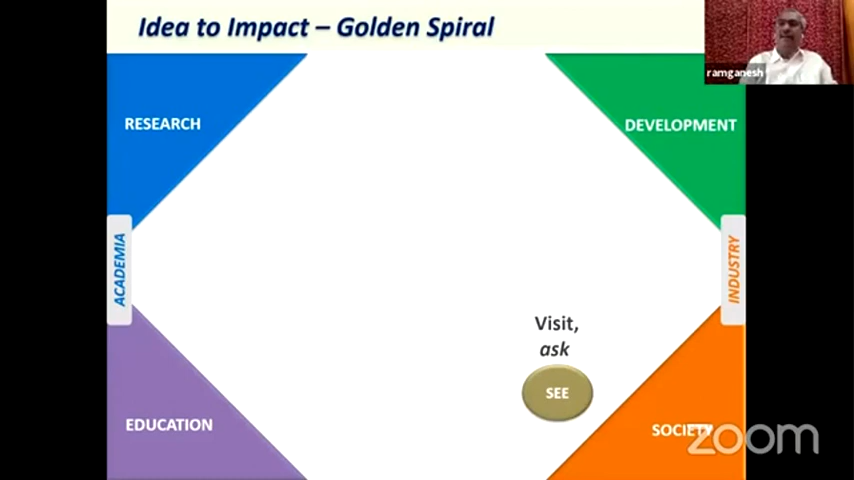 Idea to Impact – Golden Spiral
ramganesh
RESEARCH
DEVELOPMENT
ACADEMIA
INDUSTRY
Visit,
ask
SEE
EDUCATION
SOCIETY
zoom